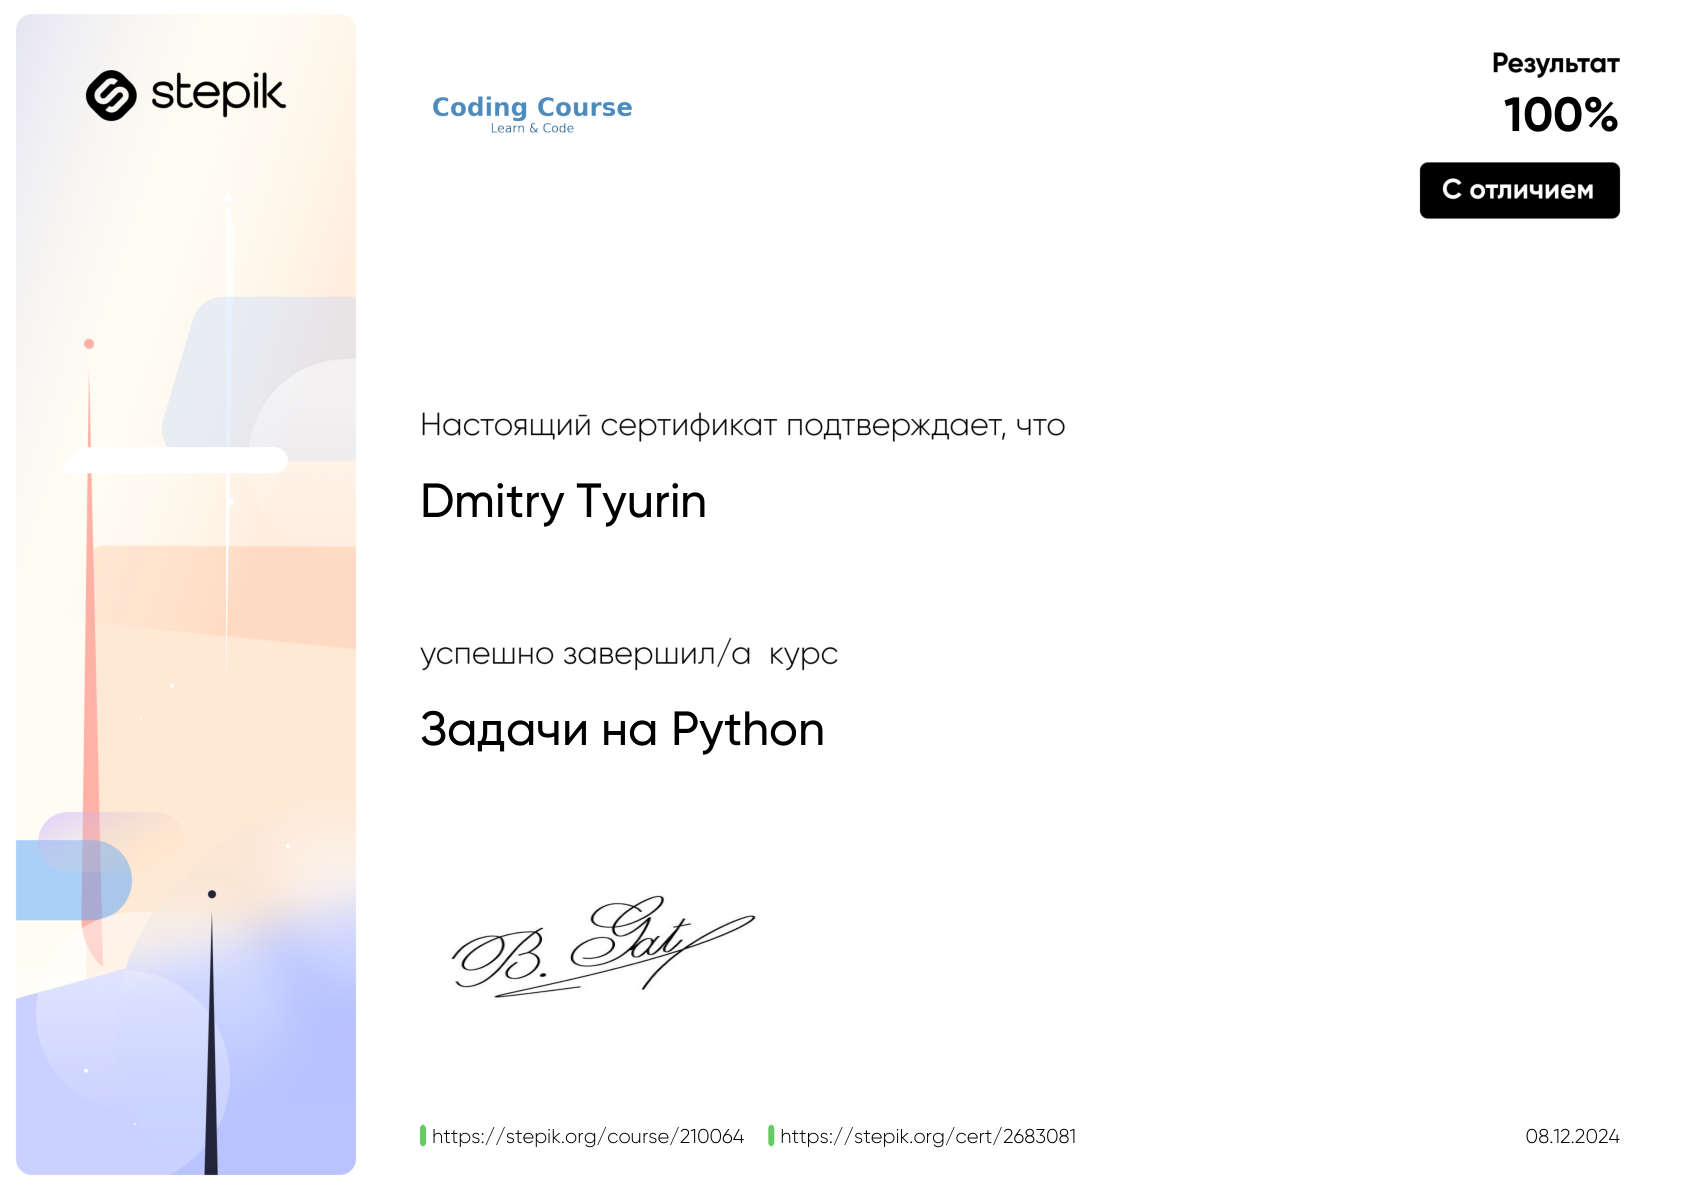 stepik
Coding Course
Learn & Code
Результат
100%
С отличием
Настоящий сертификат подтверждает, что
Dmitry Tyurin
успешно завершил/а курс
Задачи на Python
B. Gat
https://stepik.org/course/210064
https://stepik.org/cert/2683081
08.12.2024